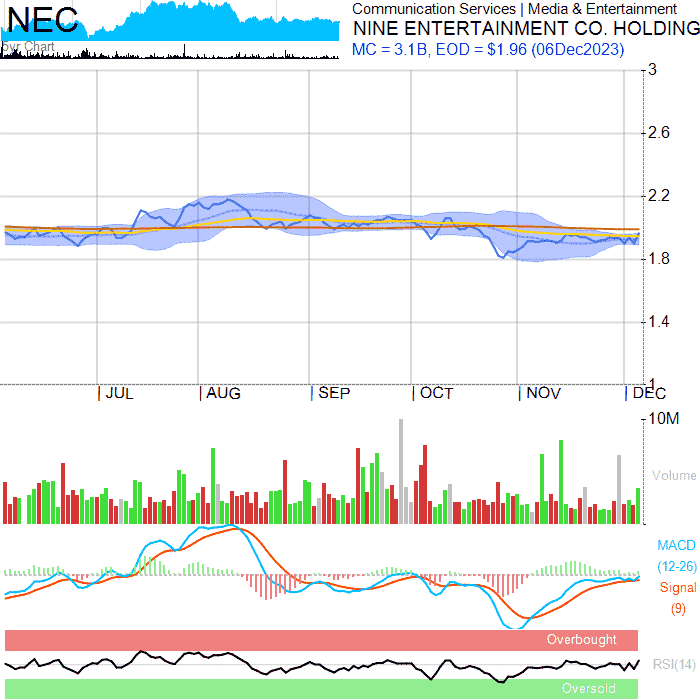 NEC
5yr Chart
Communication Services | Media & Entertainment
NINE ENTERTAINMENT CO. HOLDING
MC = 3.1B, EOD = $1.96 (06Dec2023)
3
2.6
2.2
1.8
1.4
1
JUL AUG SEP OCT NOV DEC
10M
Volume
MACD
(12-26)
Signal
(9)
Overbought
RSI(14)
Oversold